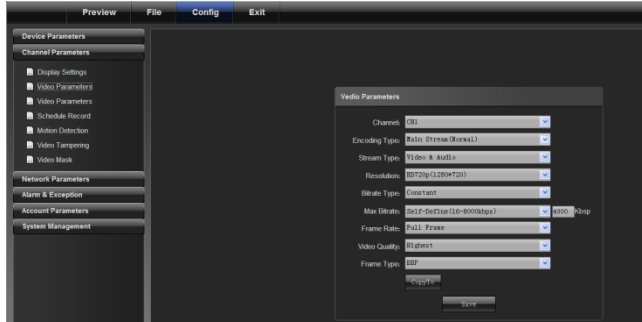 Preview File Config Exit
Device Parameters
Channel Parameters
Display Settings
Video Parameters
Video Parameters
Schedule Record
Motion Detection
Video Tampering
Video Mask
Network Parameters
Alarm & Exception
Account Parameters
System Management
Vedio Parameters
Channel: CH1
Encoding Type: Main Stream(Normal)
Stream Type: Video & Audio
Resolution: HD720p(1280*720)
Bitrate Type: Constant
Max Bitrate: Self-Define(16-8000kbps) 4000 Kbsp
Frame Rate: Full Frame
Video Quality: Highest
Frame Type: BBP
CopyTo
Save